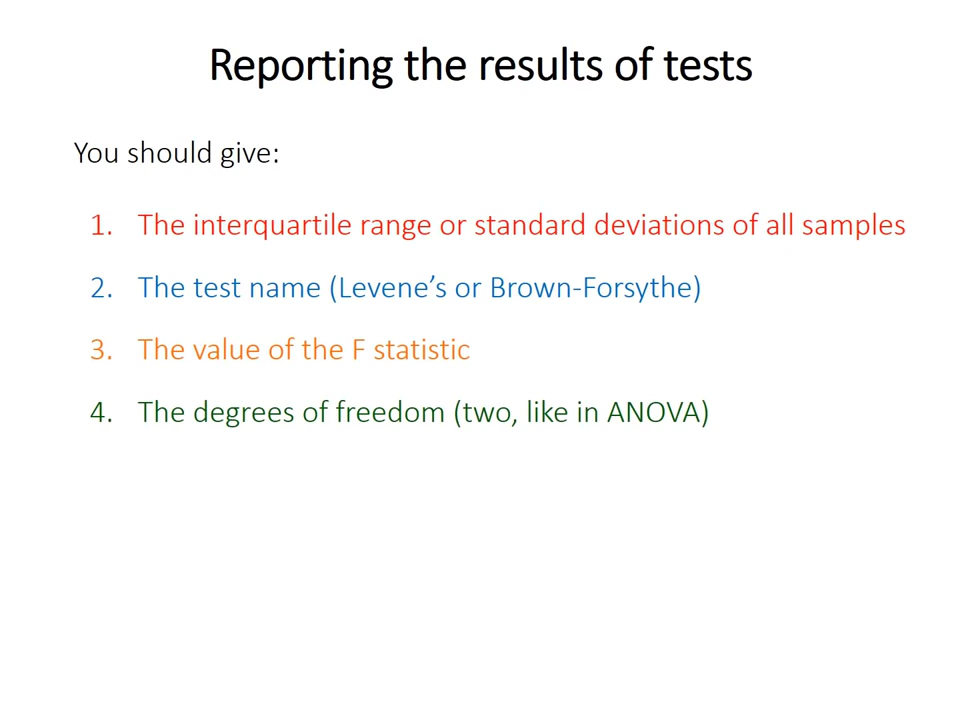 Reporting the results of tests
You should give:
1. The interquartile range or standard deviations of all samples
2. The test name (Levene’s or Brown-Forsythe)
3. The value of the F statistic
4. The degrees of freedom (two, like in ANOVA)